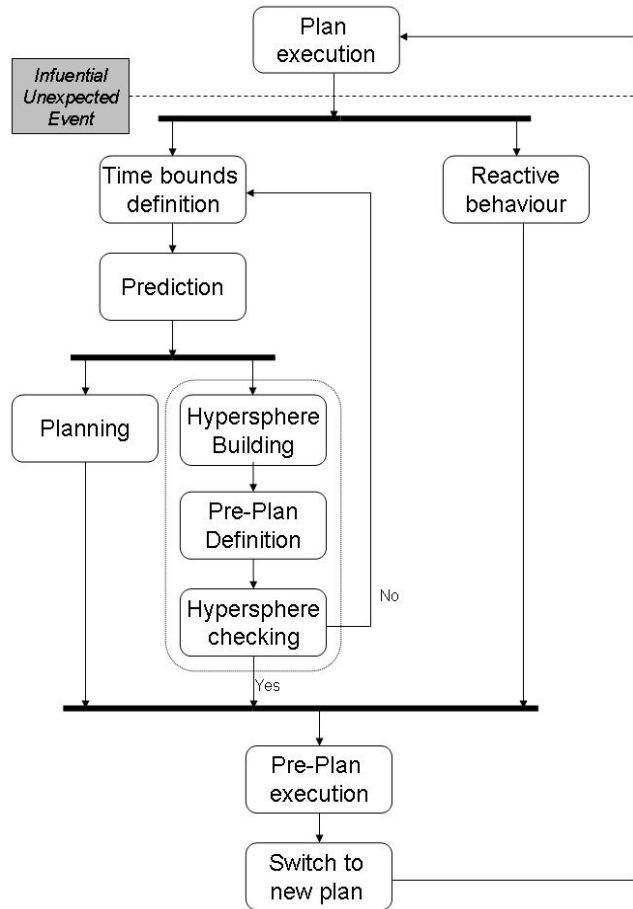 Plan
execution
Infuential
Unexpected
Event
Time bounds
definition
Reactive
behaviour
Prediction
Planning
Hypersphere
Building
Pre-Plan
Definition
Hypersphere
checking
No
Yes
Pre-Plan
execution
Switch to
new plan